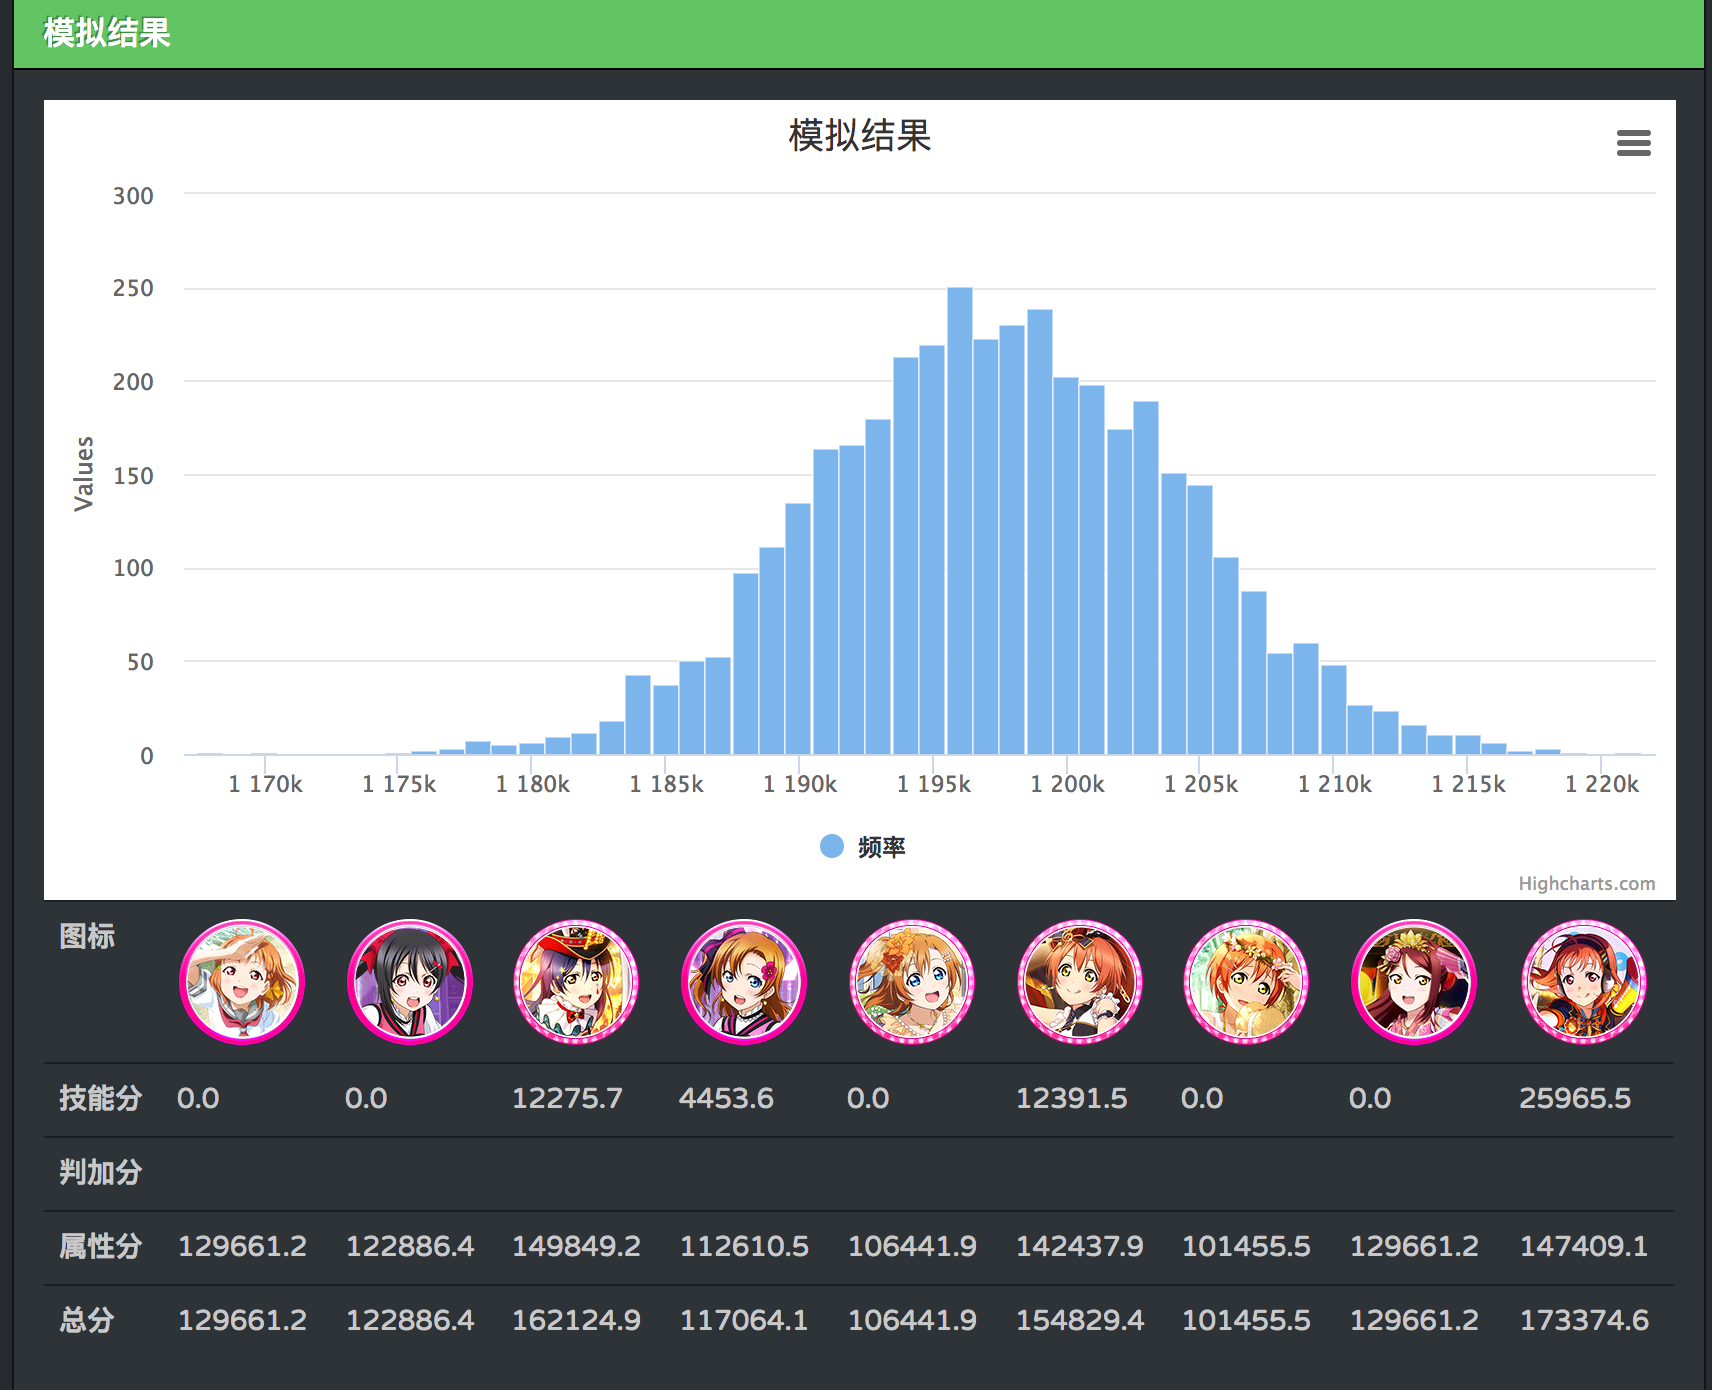 模拟结果
模拟结果
300
250
200
150
100
50
0
Values
1 170k 1 175k 1 180k 1 185k 1 190k 1 195k 1 200k 1 205k 1 210k 1 215k 1 220k
频率
Highcharts.com
图标
技能分 0.0 0.0 12275.7 4453.6 0.0 12391.5 0.0 0.0 25965.5
判加分
属性分 129661.2 122886.4 149849.2 112610.5 106441.9 142437.9 101455.5 129661.2 147409.1
总分 129661.2 122886.4 162124.9 117064.1 106441.9 154829.4 101455.5 129661.2 173374.6